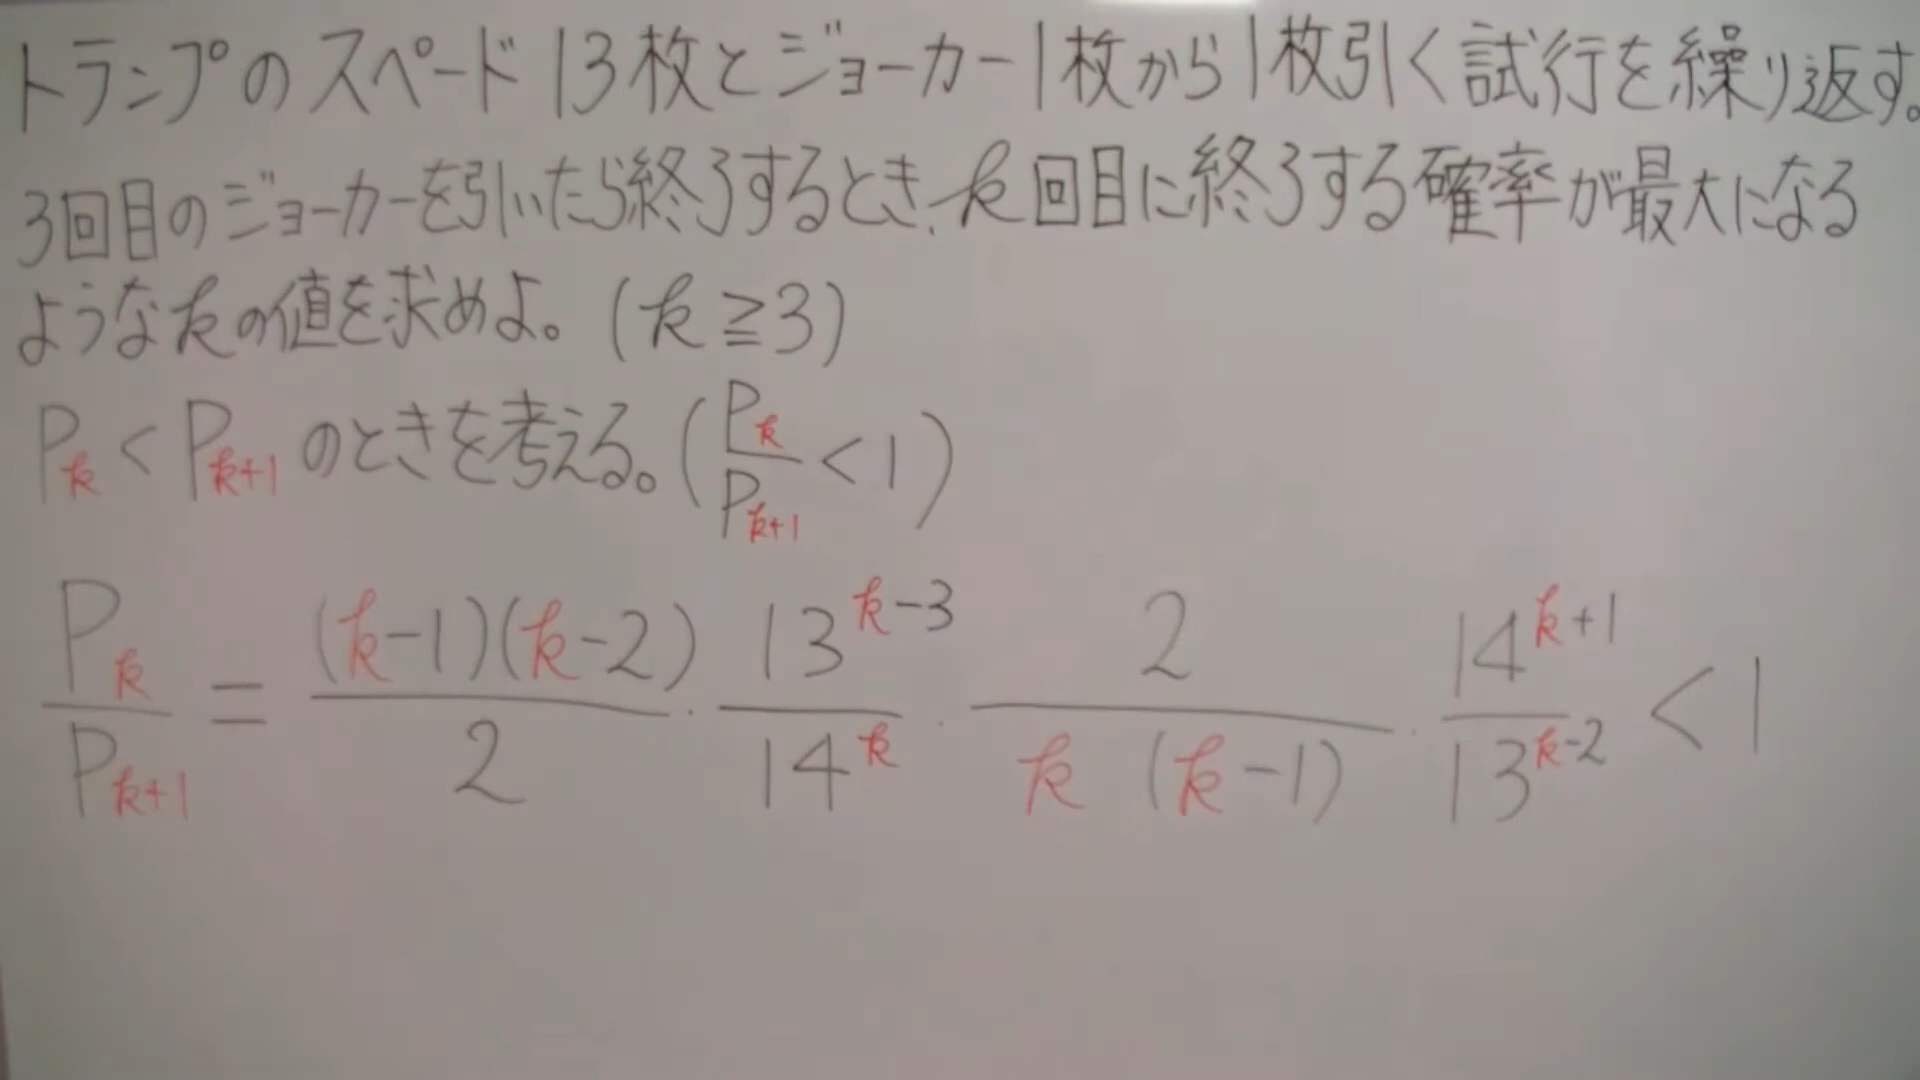 トランプのスペード13枚とジョーカー1枚から1枚引く試行を繰り返す。
3回目のジョーカーを引いたら終了するとき、k回目に終了する確率が最大になる
ようなkの値を求めよ。(k≧3)
P_k < P_{k+1} のときを考える。(P_k/P_{k+1} < 1)
P_k/P_{k+1} = (k-1)(k-2)/2 · 13^{k-3}/14^k · 2/k(k-1) · 14^{k+1}/13^{k-2} < 1